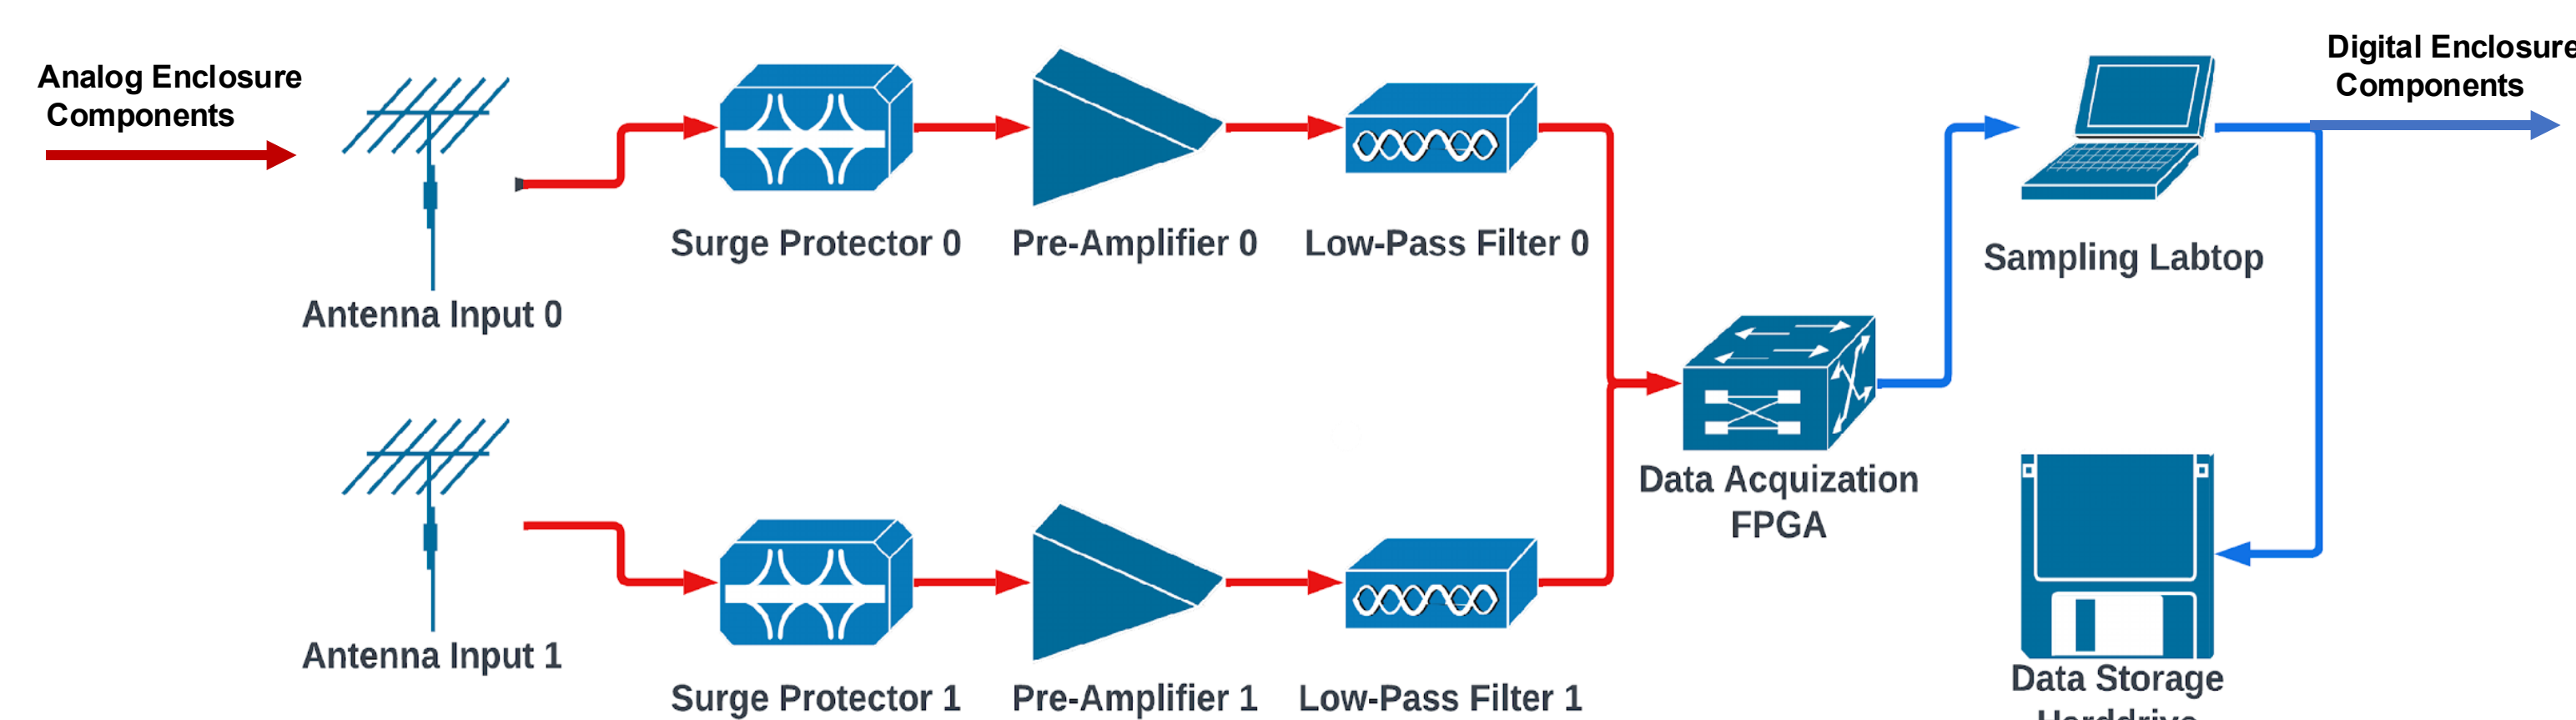 Analog Enclosure
Components
Digital Enclosure
Components
Surge Protector 0
Pre-Amplifier 0
Low-Pass Filter 0
Sampling Labtop
Antenna Input 0
Data Acquization
FPGA
Antenna Input 1
Surge Protector 1
Pre-Amplifier 1
Low-Pass Filter 1
Data Storage
Harddrive